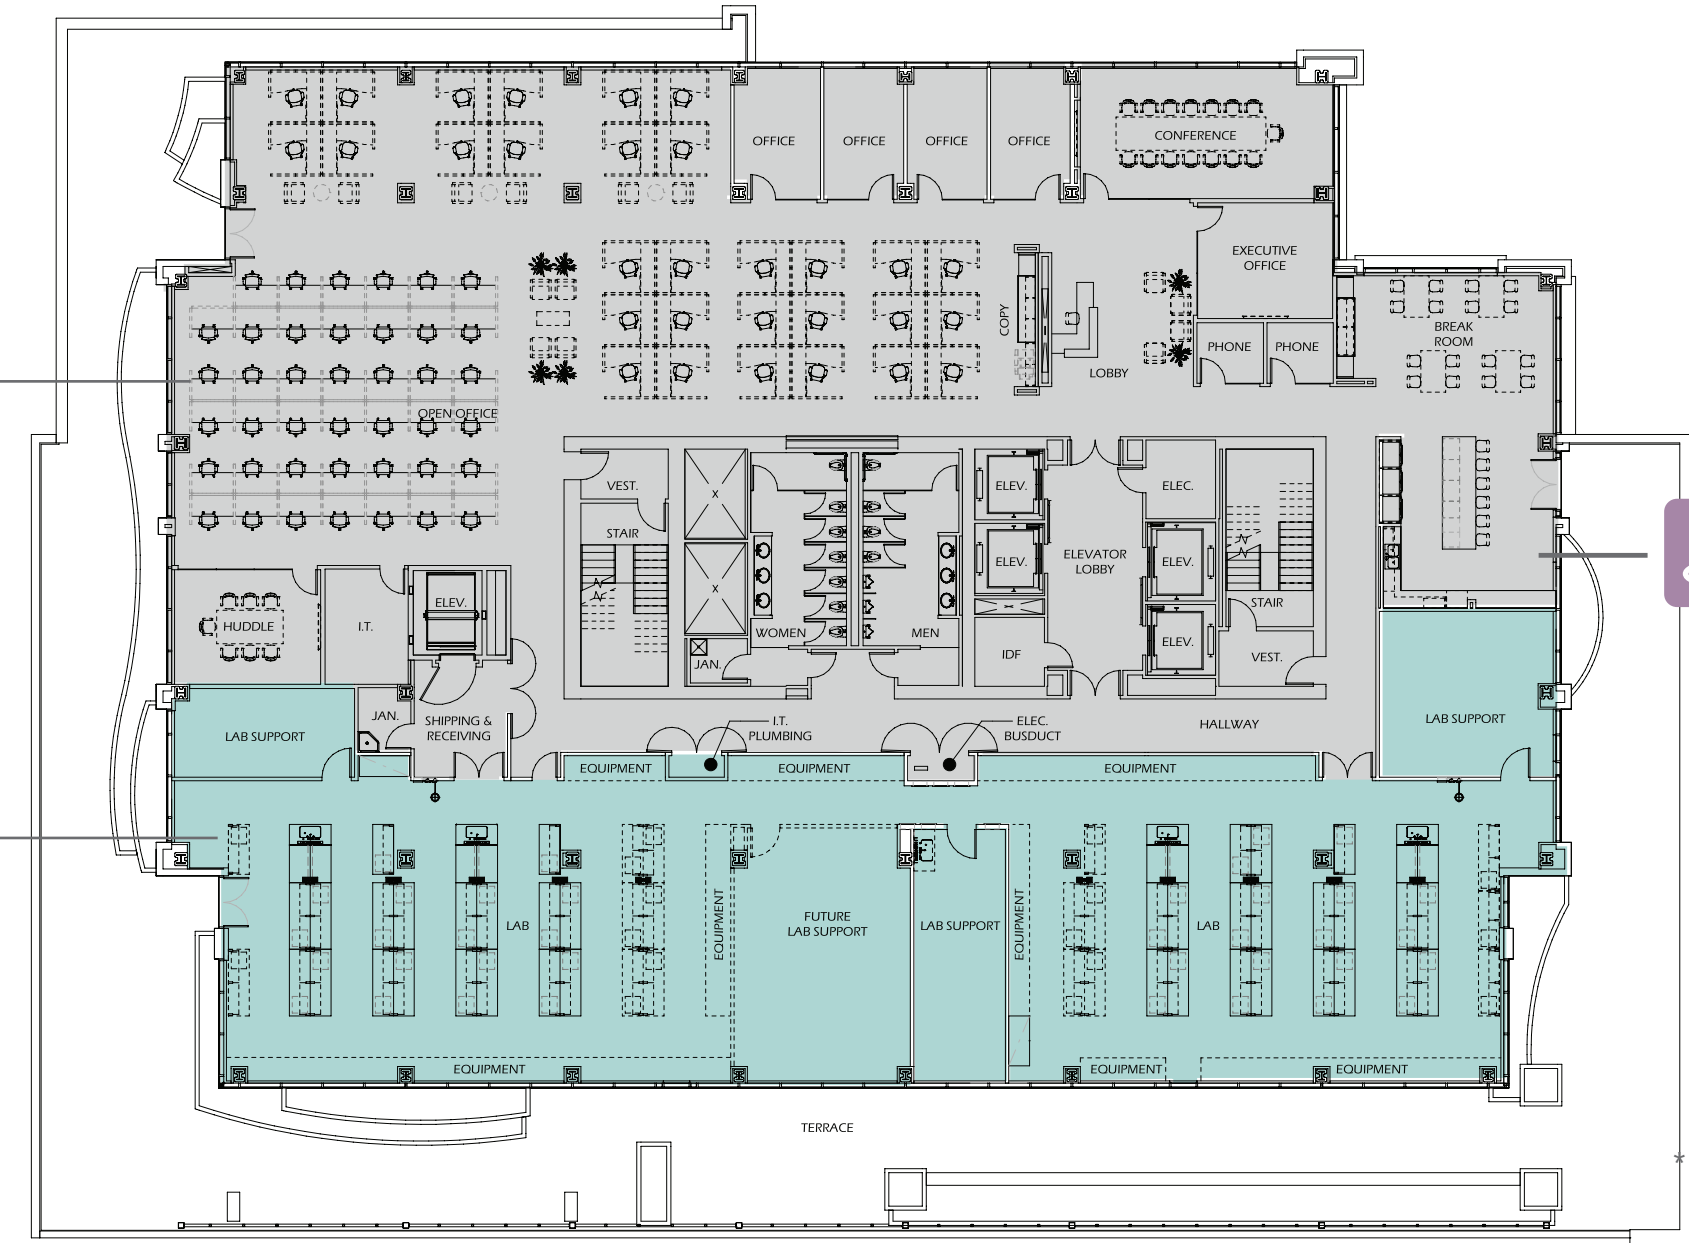 OFFICE
OFFICE
OFFICE
OFFICE
CONFERENCE
EXECUTIVE
OFFICE
COPY
LOBBY
PHONE
PHONE
BREAK
ROOM
OPEN OFFICE
VEST.
STAIR
X
X
WOMEN
MEN
JAN.
ELEV.
ELEV.
IDF
ELEVATOR
LOBBY
ELEC.
ELEV.
ELEV.
STAIR
VEST.
HUDDLE
I.T.
ELEV.
LAB SUPPORT
JAN.
SHIPPING &
RECEIVING
I.T.
PLUMBING
ELEC.
BUSDUCT
HALLWAY
LAB SUPPORT
EQUIPMENT
EQUIPMENT
EQUIPMENT
LAB
EQUIPMENT
FUTURE
LAB SUPPORT
LAB SUPPORT
EQUIPMENT
LAB
EQUIPMENT
EQUIPMENT
EQUIPMENT
TERRACE
*